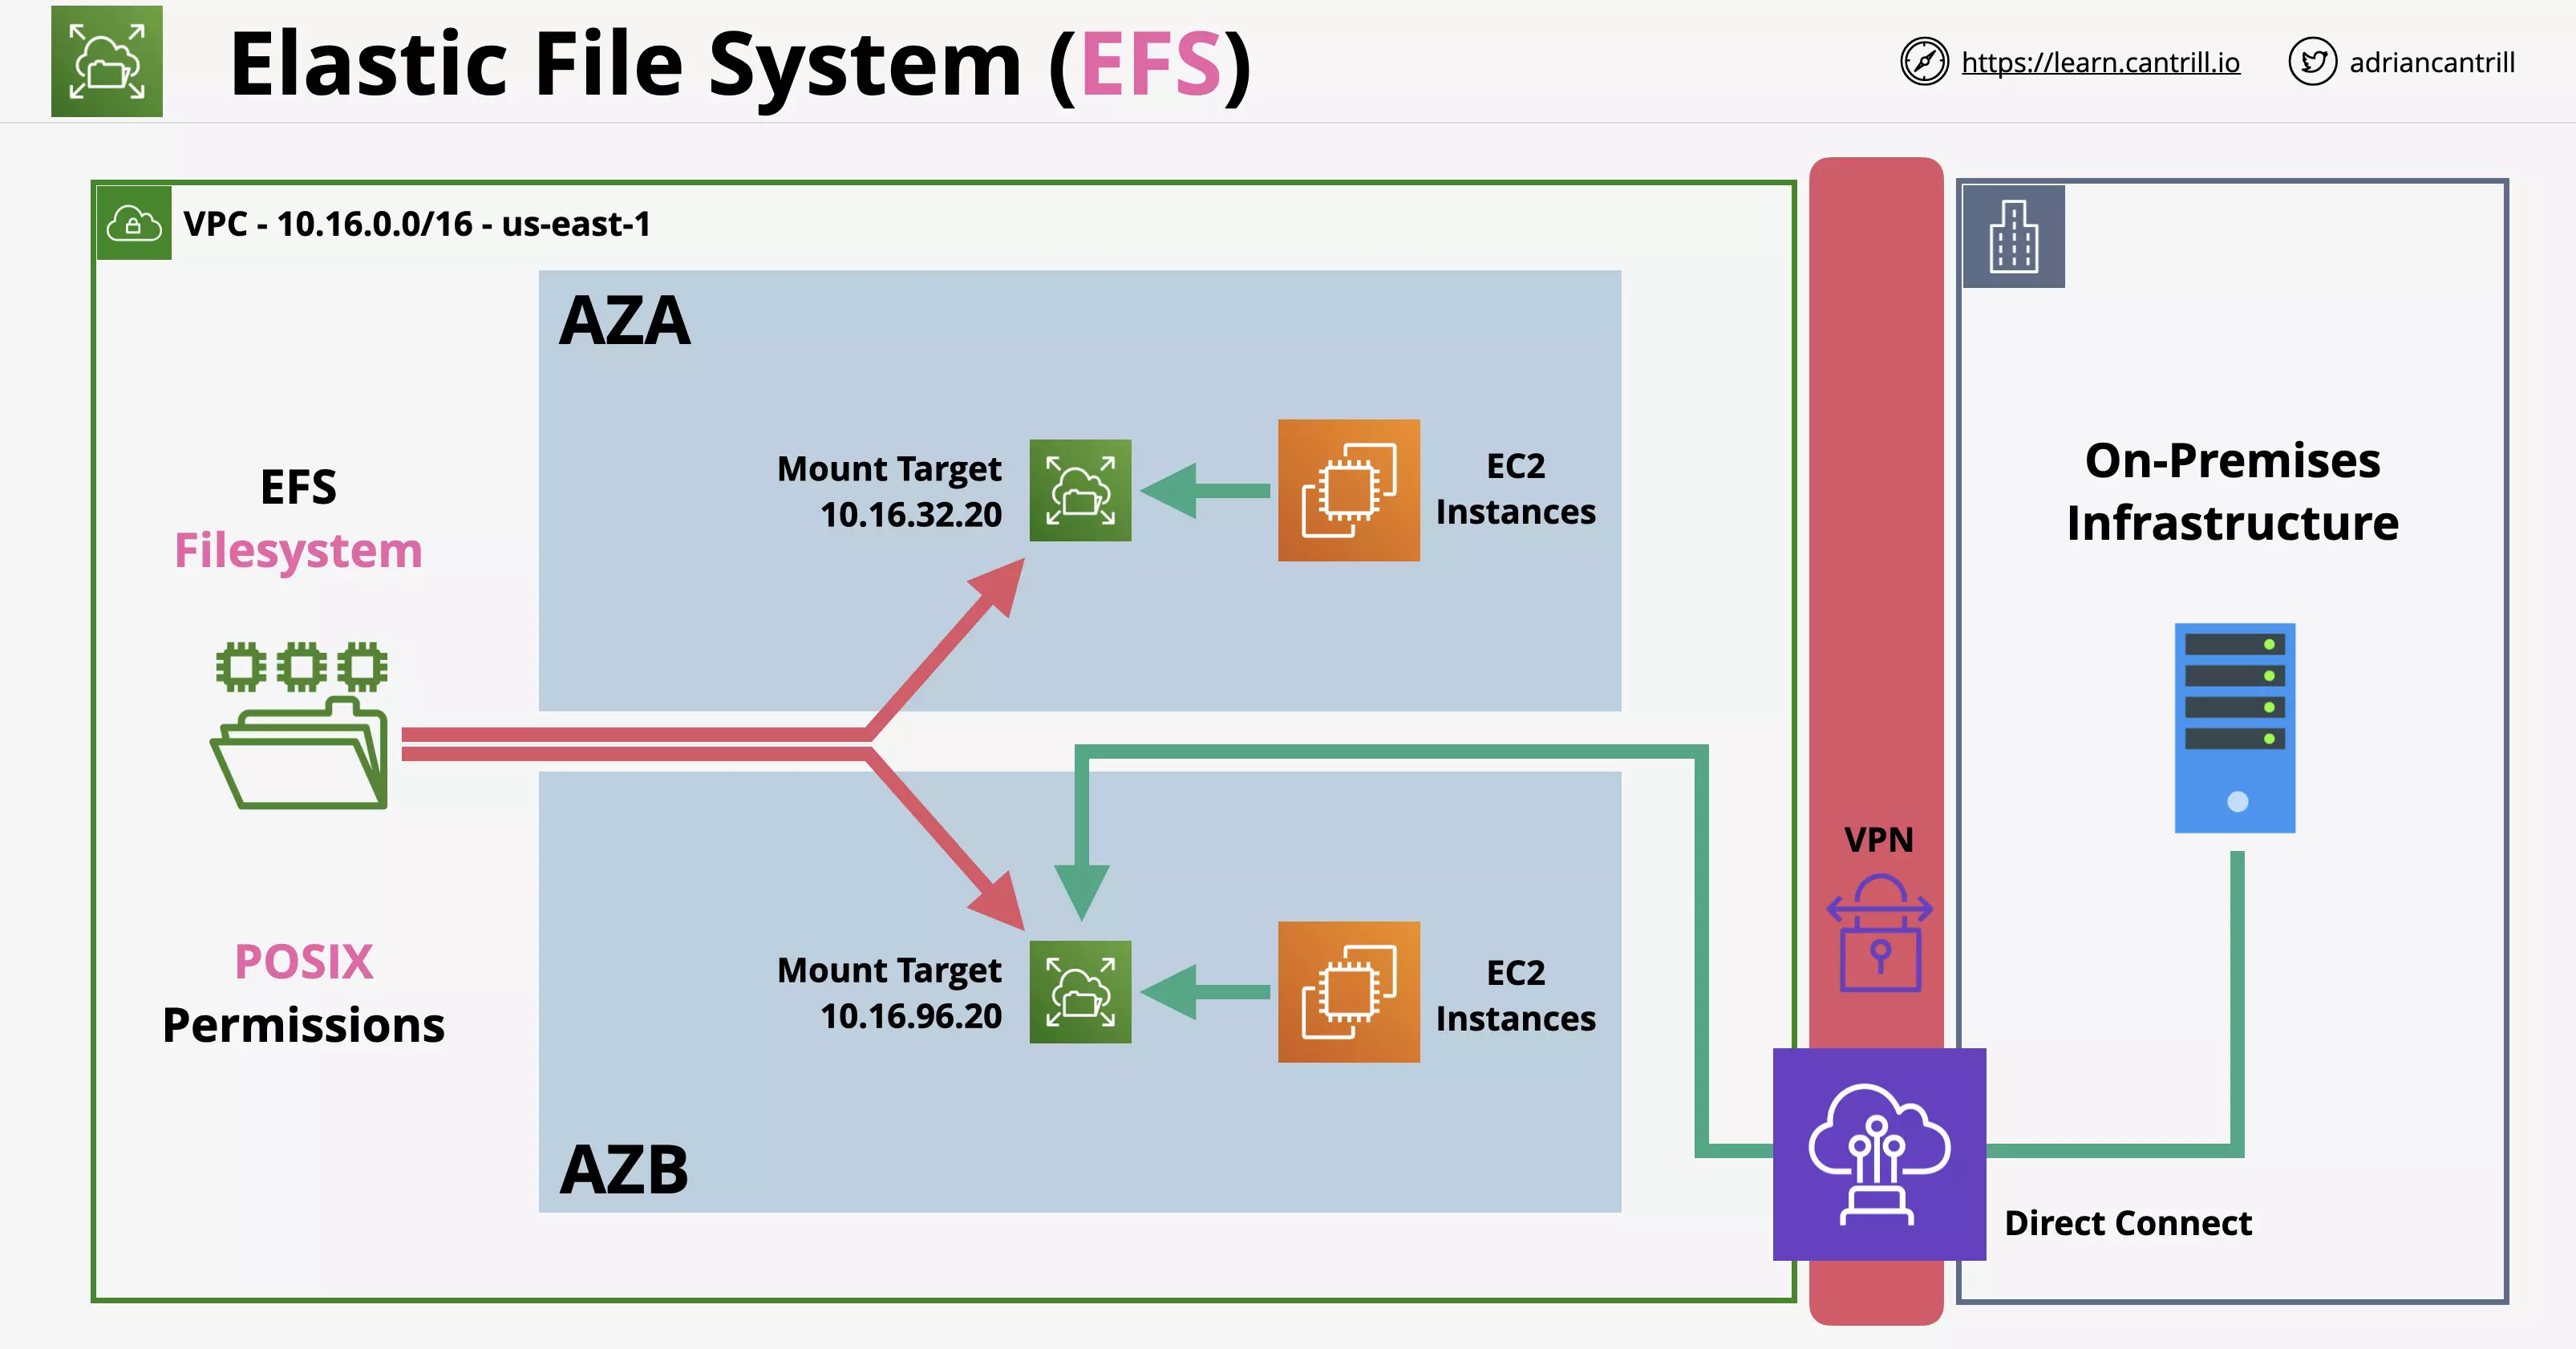 Elastic File System (EFS)
https://learn.cantrill.io
adriancantrill
VPC - 10.16.0.0/16 - us-east-1
AZA
Mount Target
10.16.32.20
EC2
Instances
EFS
Filesystem
POSIX
Permissions
Mount Target
10.16.96.20
EC2
Instances
AZB
VPN
On-Premises
Infrastructure
Direct Connect